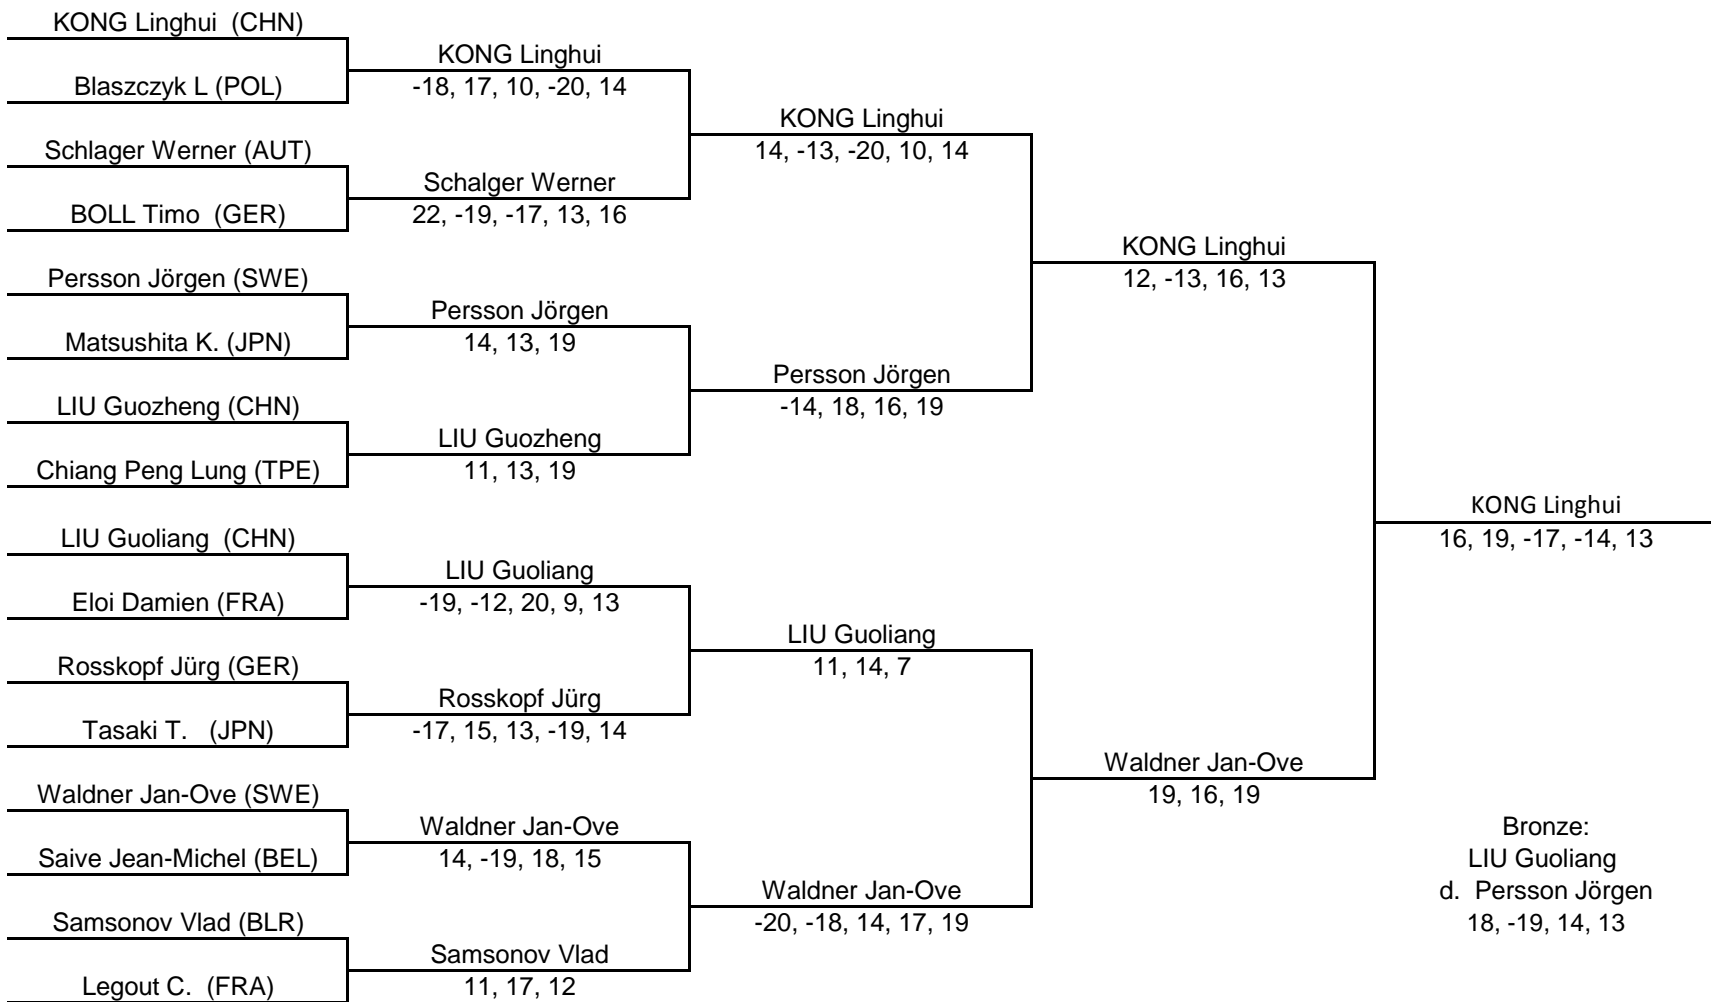 KONG Linghui (CHN)
Blaszczyk L (POL)
Schlager Werner (AUT)
BOLL Timo (GER)
Persson Jörgen (SWE)
Matsushita K. (JPN)
LIU Guozheng (CHN)
Chiang Peng Lung (TPE)
LIU Guoliang (CHN)
Eloi Damien (FRA)
Rosskopf Jürg (GER)
Tasaki T. (JPN)
Waldner Jan-Ove (SWE)
Saive Jean-Michel (BEL)
Samsonov Vlad (BLR)
Legout C. (FRA)
KONG Linghui
-18, 17, 10, -20, 14
Schalger Werner
22, -19, -17, 13, 16
Persson Jörgen
14, 13, 19
LIU Guozheng
11, 13, 19
LIU Guoliang
-19, -12, 20, 9, 13
Rosskopf Jürg
-17, 15, 13, -19, 14
Waldner Jan-Ove
14, -19, 18, 15
Samsonov Vlad
11, 17, 12
KONG Linghui
14, -13, -20, 10, 14
Persson Jörgen
-14, 18, 16, 19
LIU Guoliang
11, 14, 7
Waldner Jan-Ove
-20, -18, 14, 17, 19
KONG Linghui
12, -13, 16, 13
Waldner Jan-Ove
19, 16, 19
KONG Linghui
16, 19, -17, -14, 13
Bronze:
LIU Guoliang
d. Persson Jörgen
18, -19, 14, 13